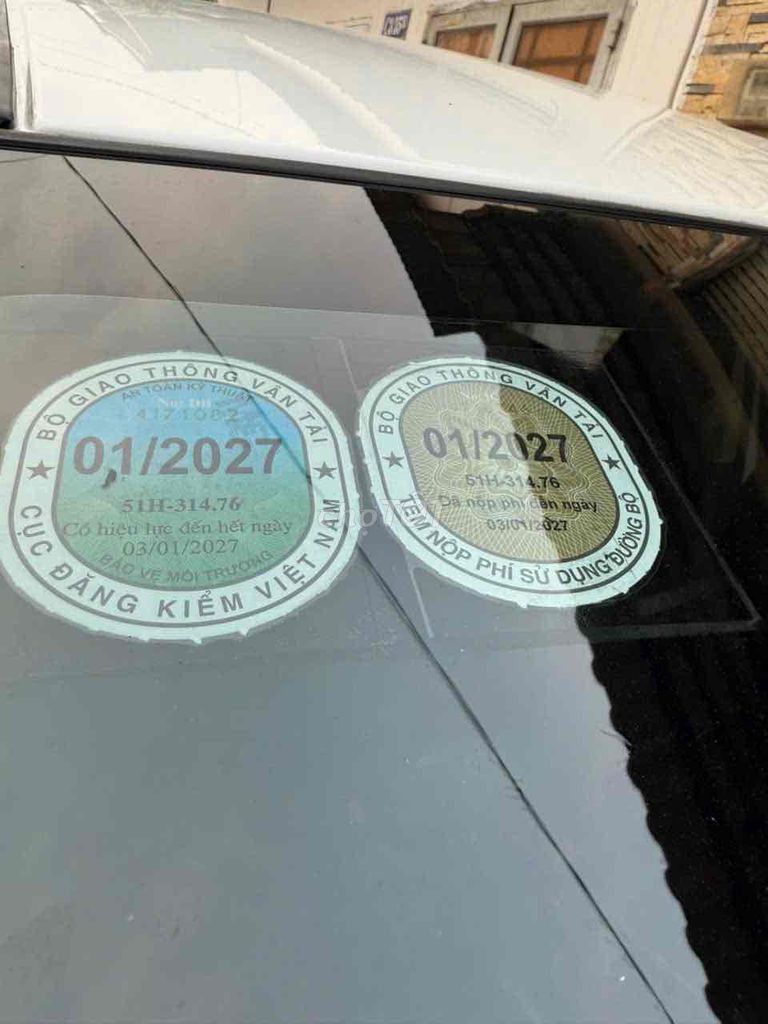 BỘ GIAO THÔNG VẬN TẢI
AN TOÀN KỸ THUẬT
01/2027
51H-314.76
Có hiệu lực đến hết ngày
03/01/2027
BẢO VỆ MÔI TRƯỜNG
CỤC ĐĂNG KIỂM VIỆT NAM
BỘ GIAO THÔNG VẬN TẢI
01/2027
51H-314.76
Đã nộp phí đến ngày
03/01/2027
TEM NỘP PHÍ SỬ DỤNG ĐƯỜNG BỘ